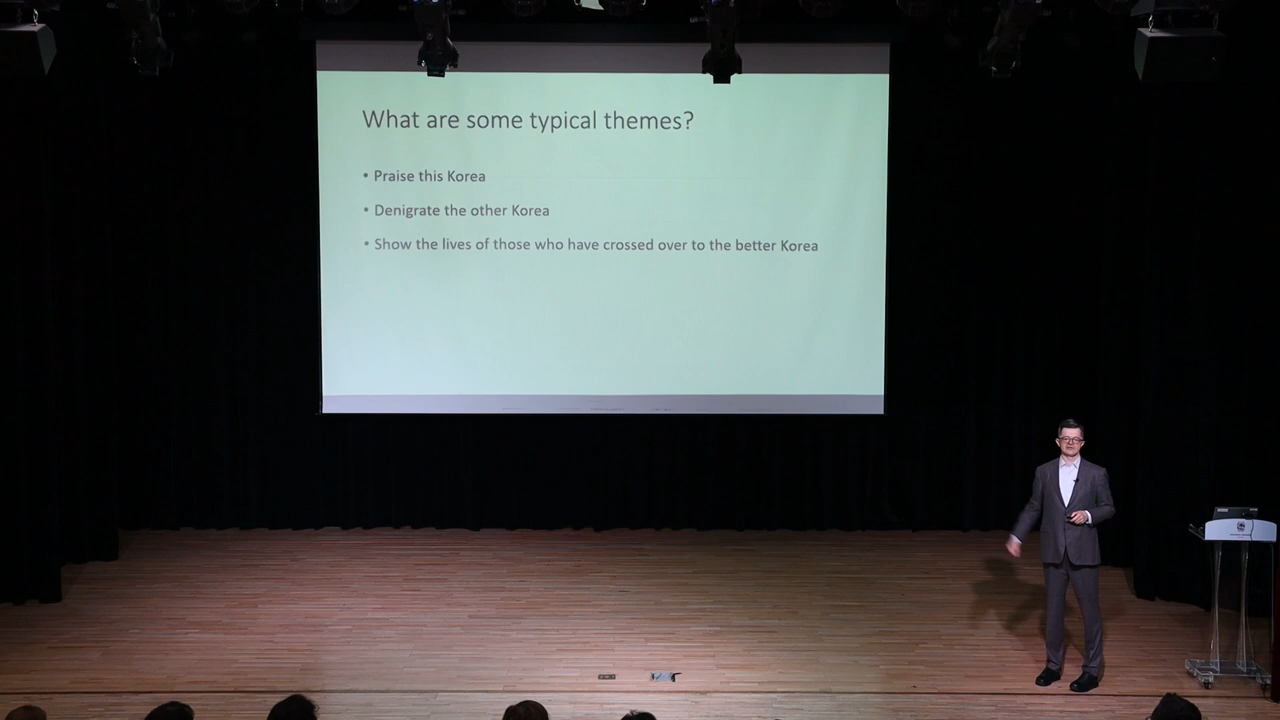 What are some typical themes?
• Praise this Korea
• Denigrate the other Korea
• Show the lives of those who have crossed over to the better Korea